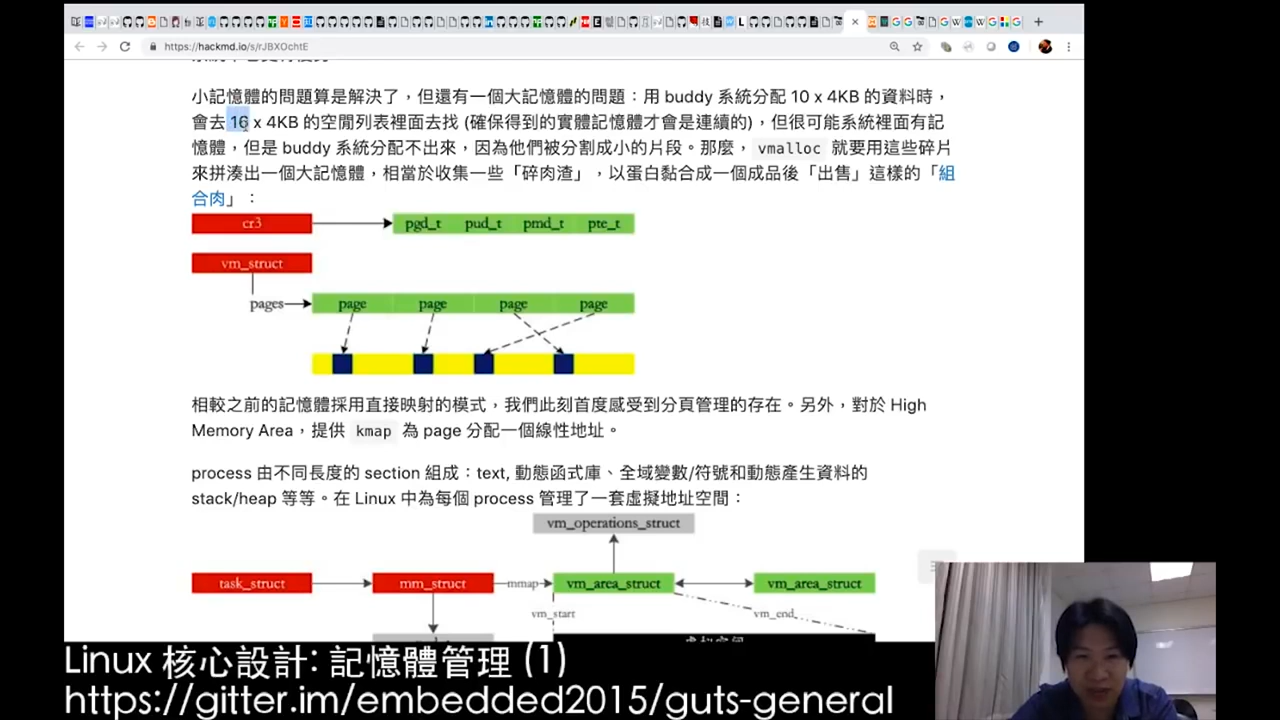 https://hackmd.io/s/rJBXOchtE
小記憶體的問題算是解決了，但還有一個大記憶體的問題：用 buddy 系統分配 10 x 4KB 的資料時，
會去 16 x 4KB 的空閒列表裡面去找 (確保得到的實體記憶體才會是連續的)，但很可能系統裡面有記
憶體，但是 buddy 系統分配不出來，因為他們被分割成小的片段。那麼， vmalloc 就要用這些碎片
來拼湊出一個大記憶體，相當於收集一些「碎肉渣」，以蛋白黏合成一個成品後「出售」這樣的「組
合肉」：
cr3 pgd_t pud_t pmd_t pte_t
vm_struct
pages page page page page
相較之前的記憶體採用直接映射的模式，我們此刻首度感受到分頁管理的存在。另外，對於 High
Memory Area，提供 kmap 為 page 分配一個線性地址。
process 由不同長度的 section 組成：text, 動態函式庫、全域變數/符號和動態產生資料的
stack/heap 等等。在 Linux 中為每個 process 管理了一套虛擬地址空間：
vm_operations_struct
task_struct mm_struct mmap vm_area_struct vm_area_struct
vm_start vm_end
Linux 核心設計: 記憶體管理 (1)
https://gitter.im/embedded2015/guts-general